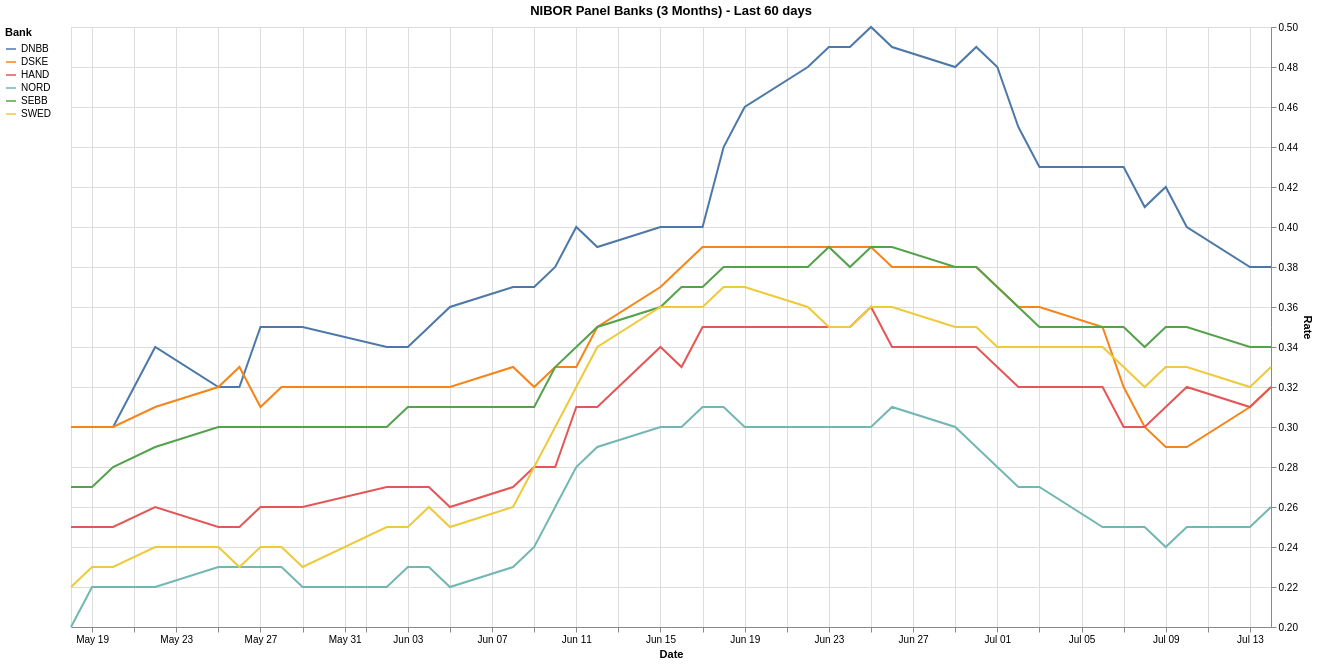 NIBOR Panel Banks (3 Months) - Last 60 days
Bank
DNBB
DSKE
HAND
NORD
SEBB
SWED
0.50
0.48
0.46
0.44
0.42
0.40
0.38
0.36
0.34
0.32
0.30
0.28
0.26
0.24
0.22
0.20
Rate
May 19 May 23 May 27 May 31 Jun 03 Jun 07 Jun 11 Jun 15 Jun 19 Jun 23 Jun 27 Jul 01 Jul 05 Jul 09 Jul 13
Date